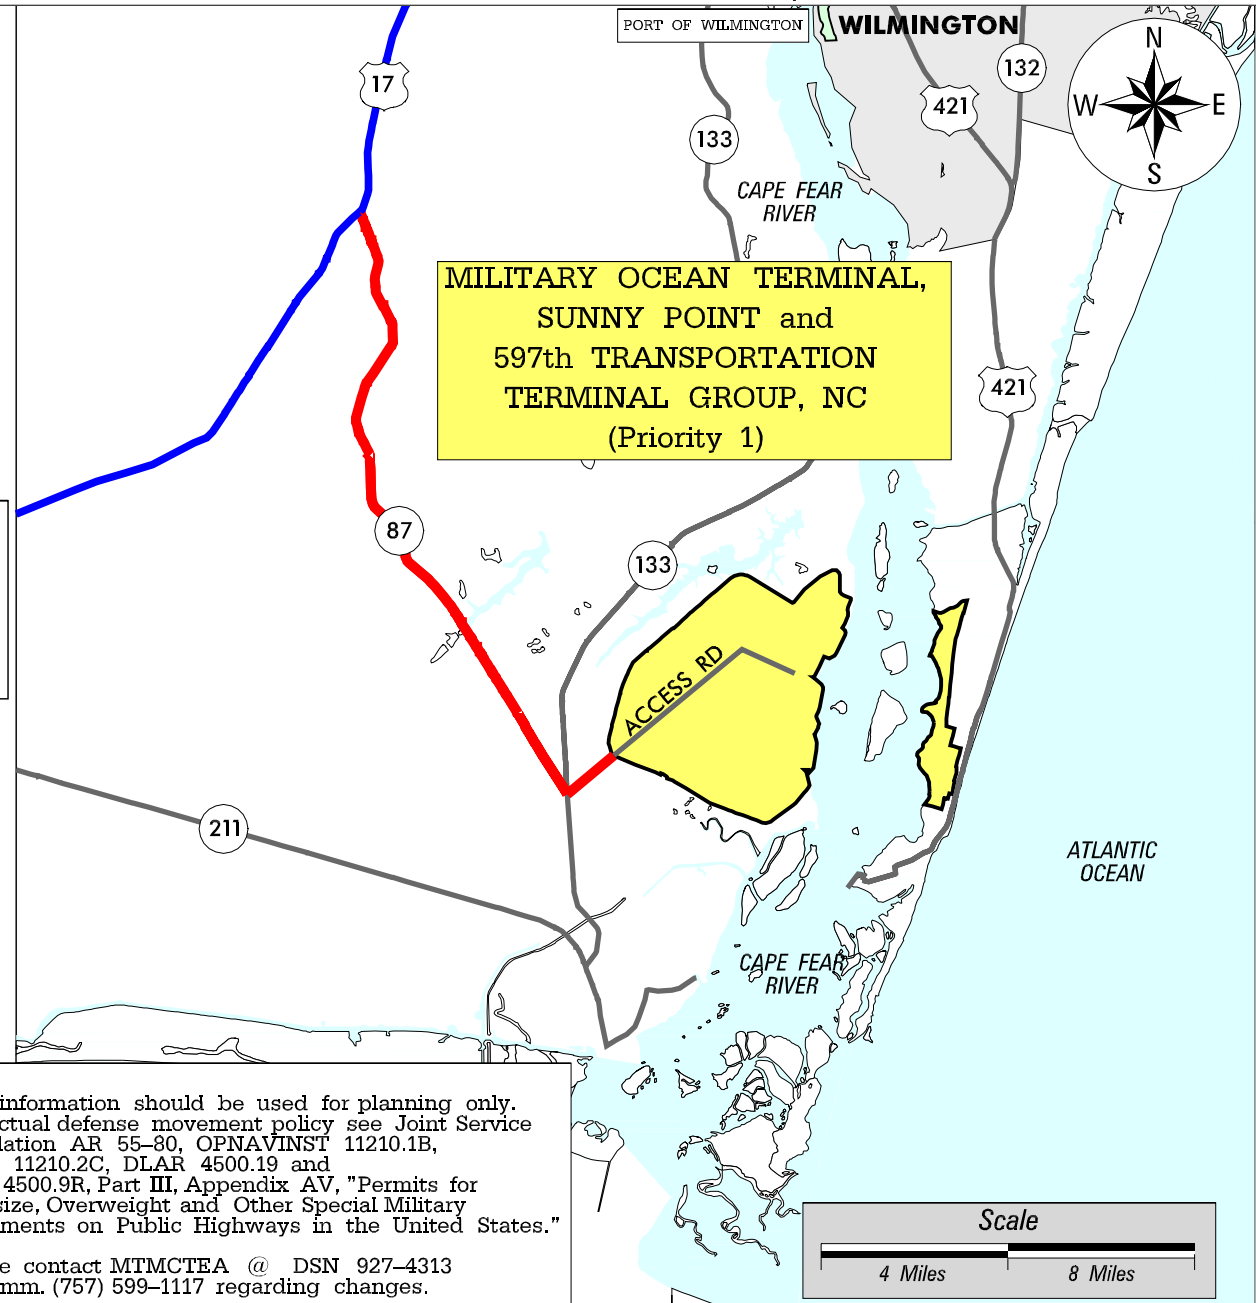 PORT OF WILMINGTON
WILMINGTON
N
W
E
S
17
132
421
133
CAPE FEAR
RIVER
MILITARY OCEAN TERMINAL,
SUNNY POINT and
597th TRANSPORTATION
TERMINAL GROUP, NC
(Priority 1)
421
87
133
ACCESS RD
211
ATLANTIC
OCEAN
CAPE FEAR
RIVER
information should be used for planning only.
ctual defense movement policy see Joint Service
lation AR 55–80, OPNAVINST 11210.1B,
11210.2C, DLAR 4500.19 and
4500.9R, Part III, Appendix AV, "Permits for
size, Overweight and Other Special Military
ments on Public Highways in the United States."
e contact MTMCTEA @ DSN 927–4313
mm. (757) 599–1117 regarding changes.
Scale
4 Miles
8 Miles